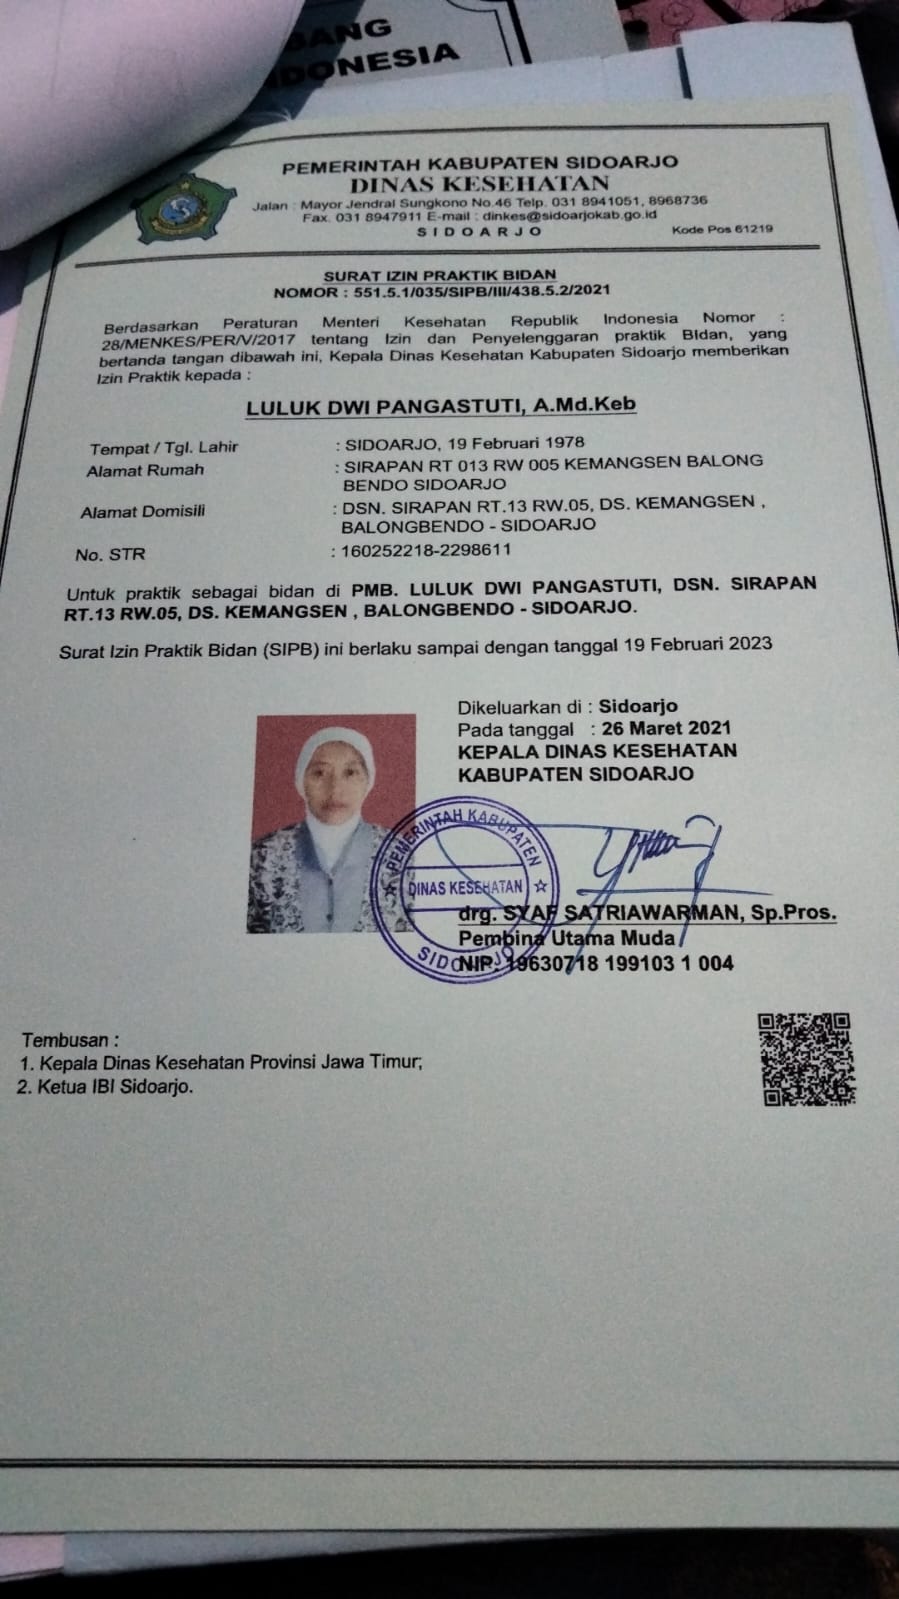 BANG
INDONESIA
PEMERINTAH KABUPATEN SIDOARJO
DINAS KESEHATAN
Jalan : Mayor Jendral Sungkono No.46 Telp. 031 8941051, 8968736
Fax. 031 8947911 E-mail : dinkes@sidoarjokab.go.id
SIDOARJO
Kode Pos 61219
SURAT IZIN PRAKTIK BIDAN
NOMOR : 551.5.1/035/SIPB/III/438.5.2/2021
Berdasarkan Peraturan Menteri Kesehatan Republik Indonesia Nomor :
28/MENKES/PER/V/2017 tentang Izin dan Penyelenggaran praktik BIdan, yang
bertanda tangan dibawah ini, Kepala Dinas Kesehatan Kabupaten Sidoarjo memberikan
Izin Praktik kepada :
LULUK DWI PANGASTUTI, A.Md.Keb
Tempat / Tgl. Lahir : SIDOARJO, 19 Februari 1978
Alamat Rumah : SIRAPAN RT 013 RW 005 KEMANGSEN BALONG
BENDO SIDOARJO
Alamat Domisili : DSN. SIRAPAN RT.13 RW.05, DS. KEMANGSEN ,
BALONGBENDO - SIDOARJO
No. STR : 160252218-2298611
Untuk praktik sebagai bidan di PMB. LULUK DWI PANGASTUTI, DSN. SIRAPAN
RT.13 RW.05, DS. KEMANGSEN , BALONGBENDO - SIDOARJO.
Surat Izin Praktik Bidan (SIPB) ini berlaku sampai dengan tanggal 19 Februari 2023
Dikeluarkan di : Sidoarjo
Pada tanggal : 26 Maret 2021
KEPALA DINAS KESEHATAN
KABUPATEN SIDOARJO
PEMERINTAH KABUPATEN
DINAS KESEHATAN
SIDOARJO
drg. SYAF SATRIAWARMAN, Sp.Pros.
Pembina Utama Muda
NIP. 19630718 199103 1 004
Tembusan :
1. Kepala Dinas Kesehatan Provinsi Jawa Timur;
2. Ketua IBI Sidoarjo.